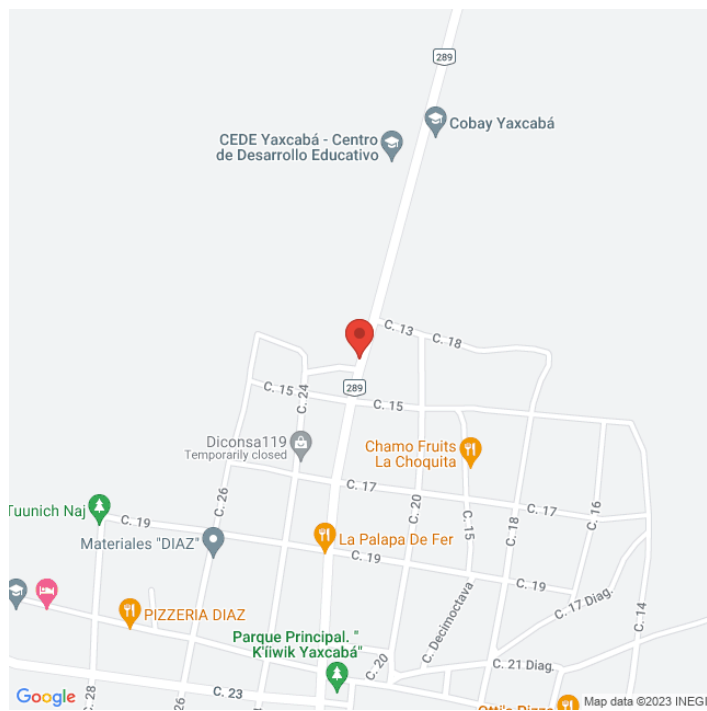 289
Cobay Yaxcabá
CEDE Yaxcabá - Centro
de Desarrollo Educativo
C. 13
C. 18
289
C. 15
C. 24
C. 15
Diconsa119
Temporarily closed
Chamo Fruits
La Choquita
C. 26
C. 17
C. 20
C. 17
C. 16
C. 18
C. 15
Tuunich Naj
C. 19
Materiales "DIAZ"
La Palapa De Fer
C. 19
C. 19
C. 17 Diag.
C. 14
PIZZERIA DIAZ
C. Decimoctava
Parque Principal. "
K'íiwik Yaxcabá"
C. 20
C. 21 Diag.
C. 28
C. 26
C. 23
Google
Map data ©2023 INEGI